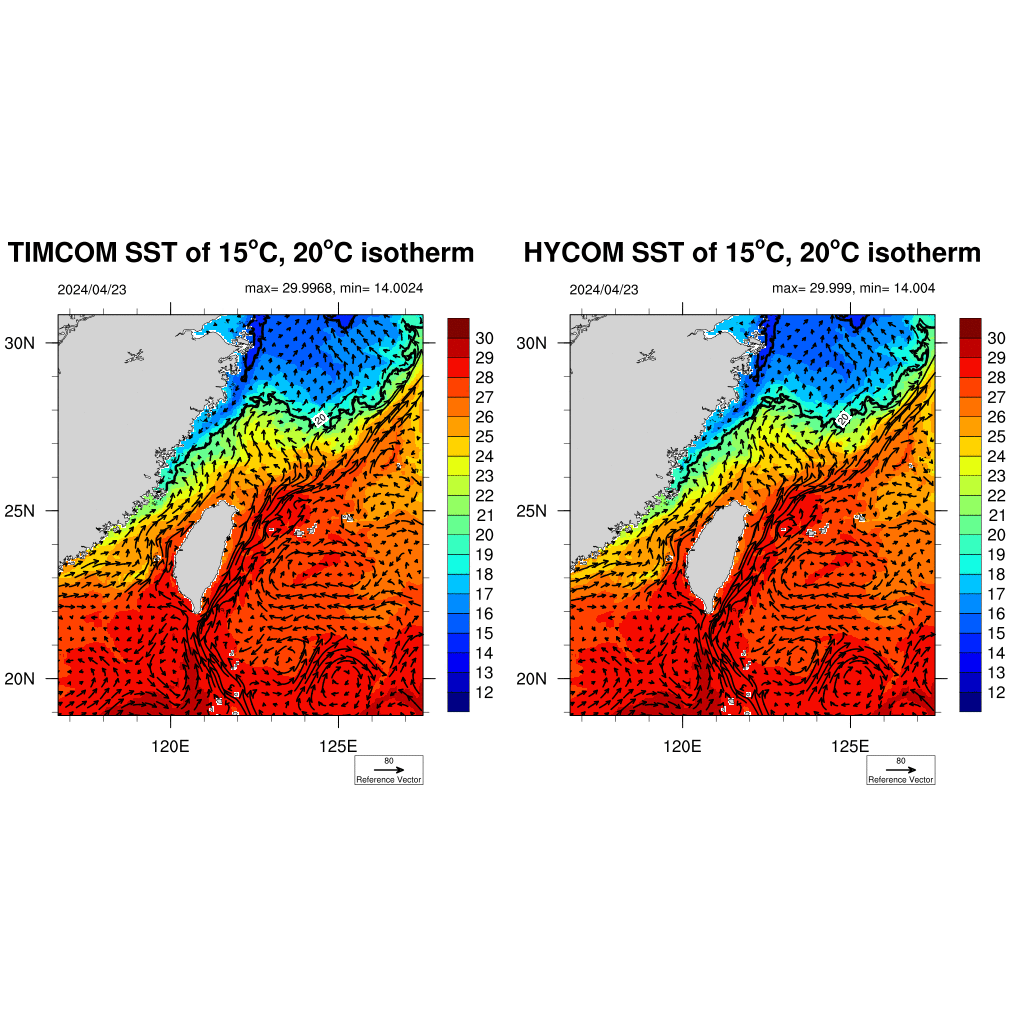 TIMCOM SST of 15°C, 20°C isotherm
2024/04/23
max= 29.9968, min= 14.0024
30N
25N
20N
120E
125E
20
30
29
28
27
26
25
24
23
22
21
20
19
18
17
16
15
14
13
12
80
Reference Vector
HYCOM SST of 15°C, 20°C isotherm
2024/04/23
max= 29.999, min= 14.004
30N
25N
20N
120E
125E
20
30
29
28
27
26
25
24
23
22
21
20
19
18
17
16
15
14
13
12
80
Reference Vector